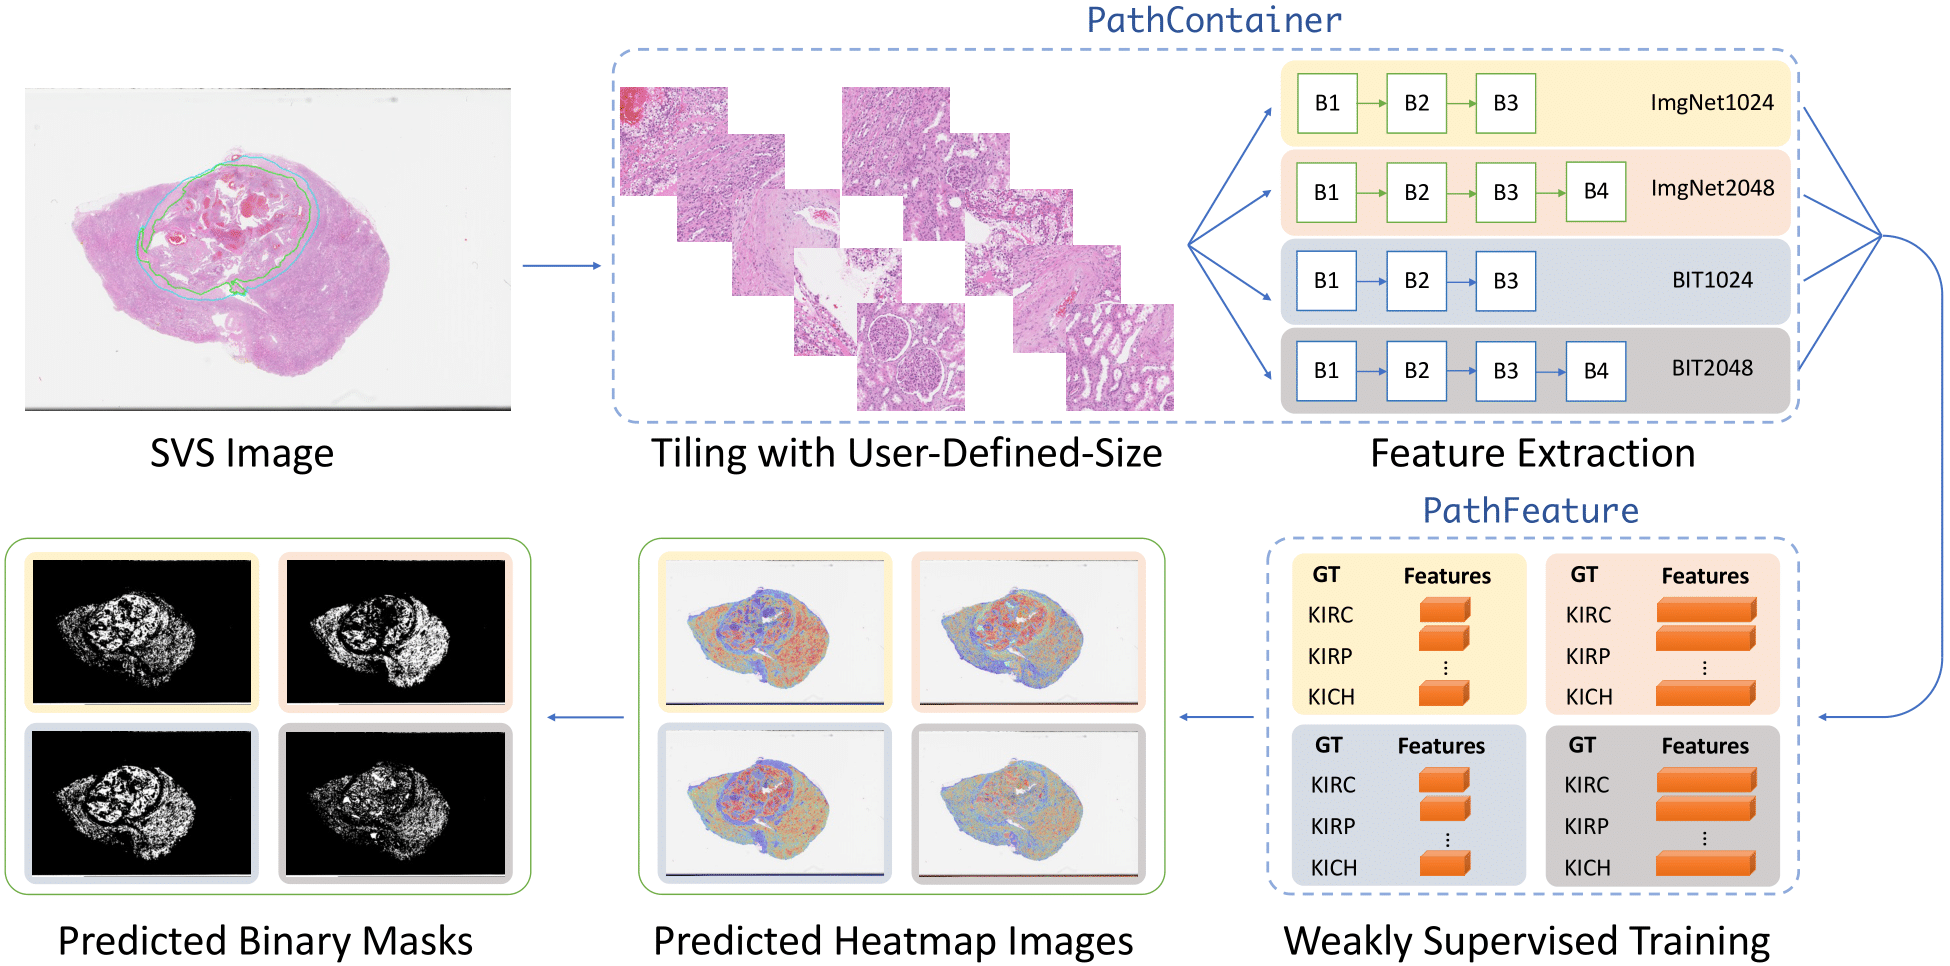 PathContainer
B1 B2 B3 ImgNet1024
B1 B2 B3 B4 ImgNet2048
B1 B2 B3 BIT1024
B1 B2 B3 B4 BIT2048
SVS Image
Tiling with User-Defined-Size
Feature Extraction
PathFeature
GT Features
KIRC
KIRP
⋮
KICH
GT Features
KIRC
KIRP
⋮
KICH
GT Features
KIRC
KIRP
⋮
KICH
GT Features
KIRC
KIRP
⋮
KICH
Predicted Binary Masks
Predicted Heatmap Images
Weakly Supervised Training